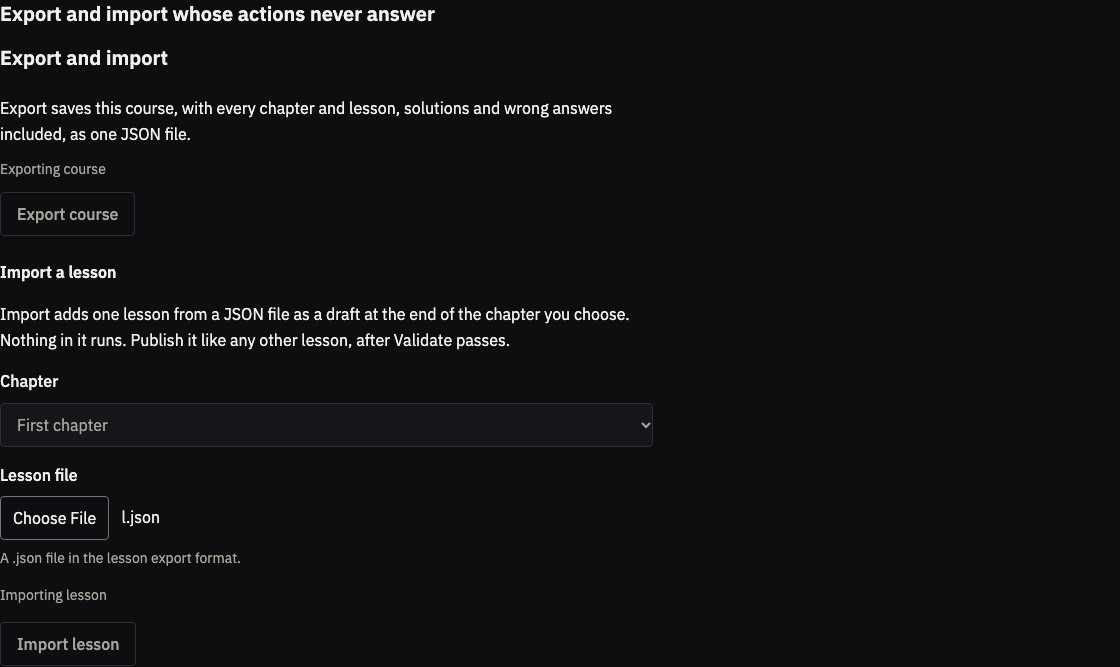 Export and import whose actions never answer
Export and import
Export saves this course, with every chapter and lesson, solutions and wrong answers
included, as one JSON file.
Exporting course
Export course
Import a lesson
Import adds one lesson from a JSON file as a draft at the end of the chapter you choose.
Nothing in it runs. Publish it like any other lesson, after Validate passes.
Chapter
First chapter
Lesson file
Choose File l.json
A .json file in the lesson export format.
Importing lesson
Import lesson